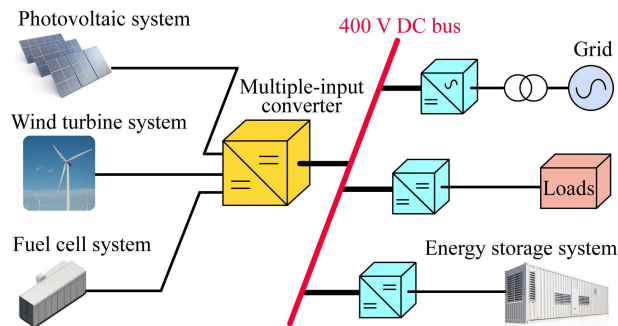 Photovoltaic system
400 V DC bus
Grid
Multiple-input
converter
Wind turbine system
Loads
Fuel cell system
Energy storage system